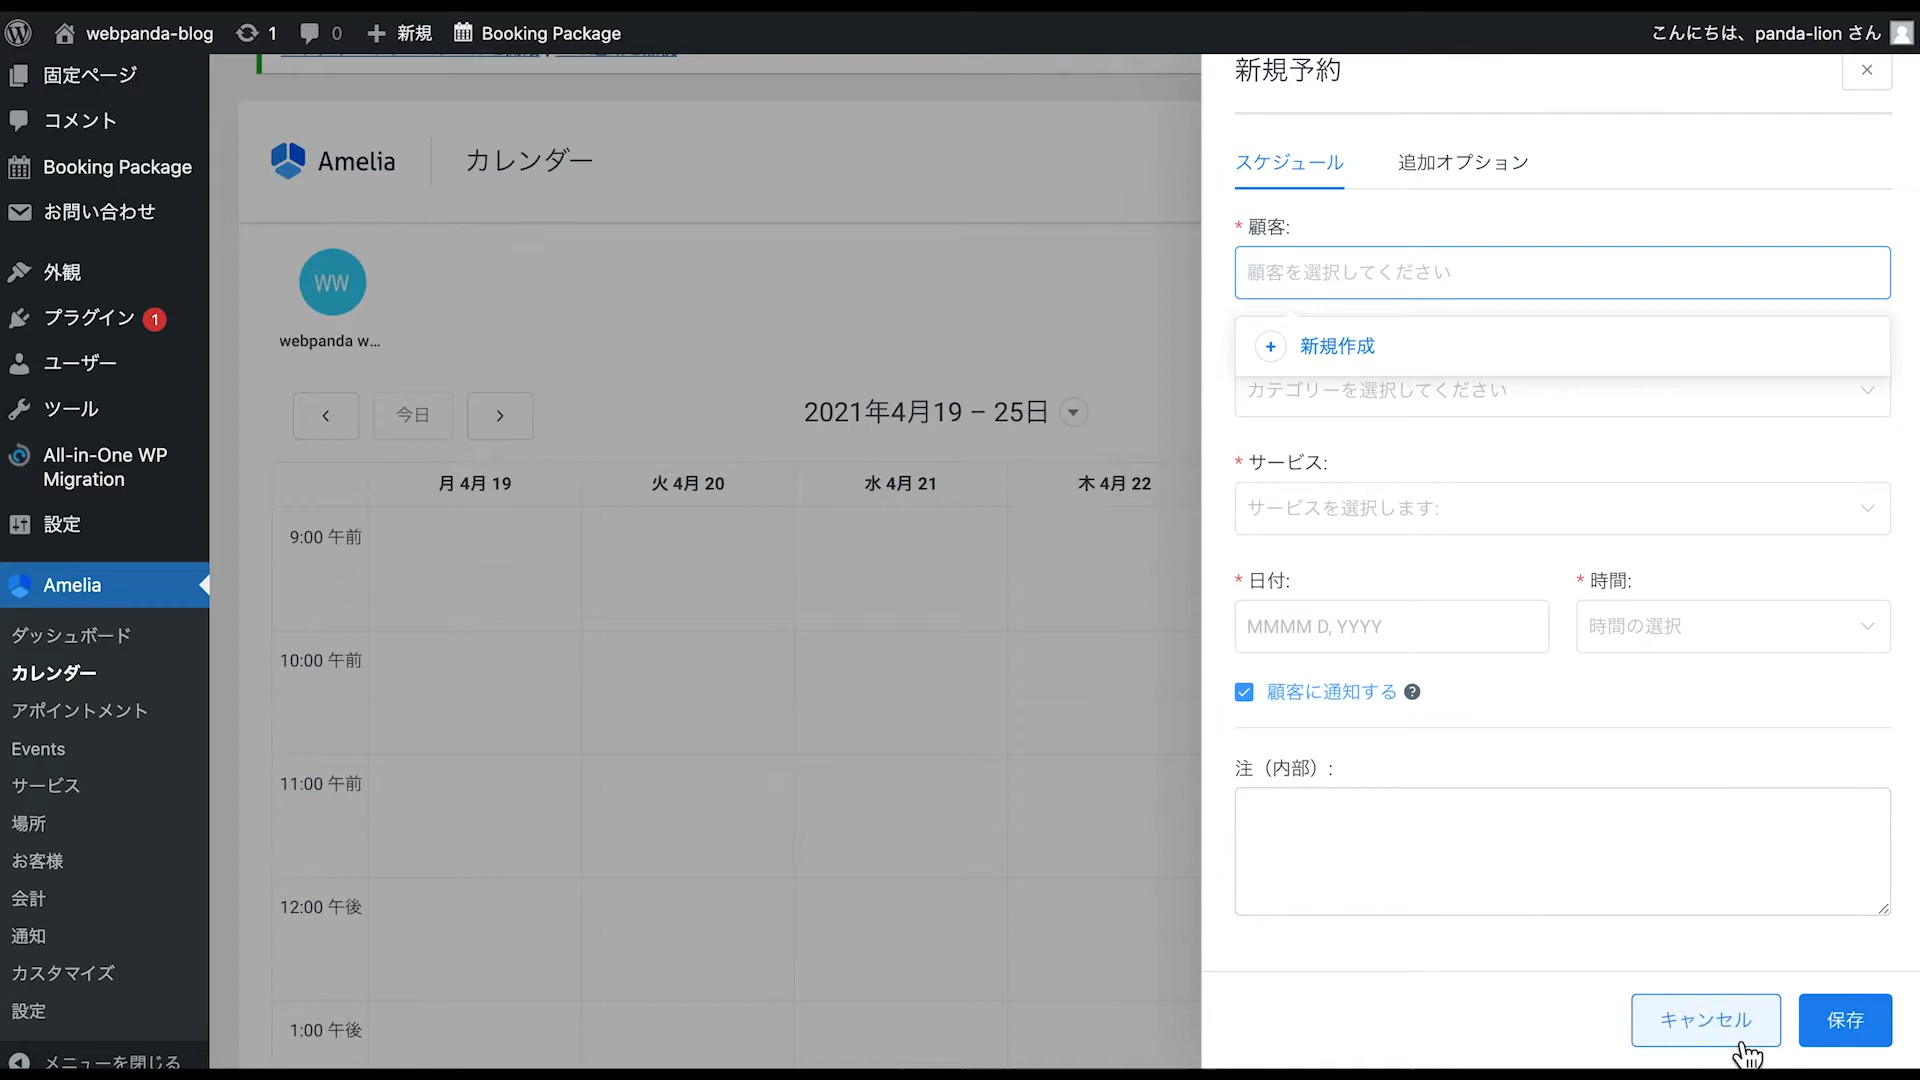 webpanda-blog
1
0
新規
Booking Package
こんにちは、panda-lion さん
固定ページ
コメント
Booking Package
お問い合わせ
外観
プラグイン 1
ユーザー
ツール
All-in-One WP
Migration
設定
Amelia
ダッシュボード
カレンダー
アポイントメント
Events
サービス
場所
お客様
会計
通知
カスタマイズ
設定
メニューを閉じる
Amelia
カレンダー
WW
webpanda w...
今日
2021年4月19 – 25日
月 4月 19
火 4月 20
水 4月 21
木 4月 22
9:00 午前
10:00 午前
11:00 午前
12:00 午後
1:00 午後
新規予約
スケジュール
追加オプション
* 顧客:
顧客を選択してください
+ 新規作成
カテゴリーを選択してください
* サービス:
サービスを選択します:
* 日付:
* 時間:
MMMM D, YYYY
時間の選択
顧客に通知する ?
注（内部）:
キャンセル
保存